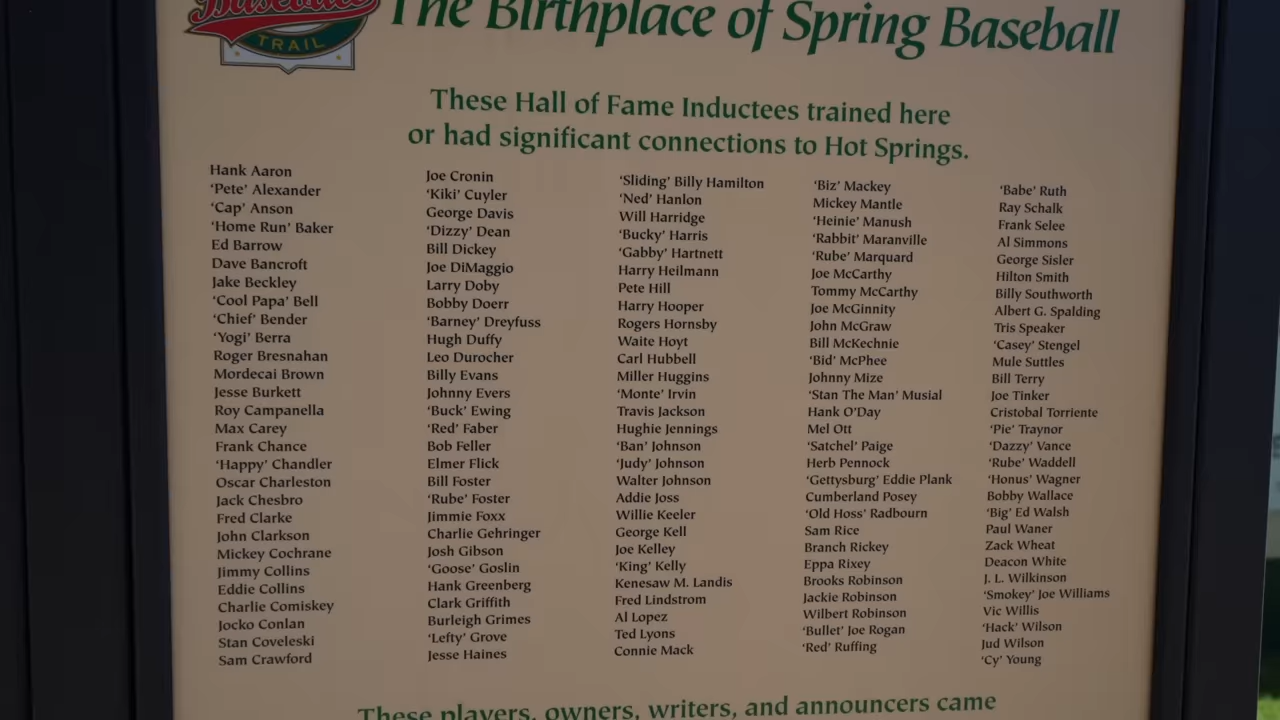 Baseball
TRAIL
The Birthplace of Spring Baseball
These Hall of Fame Inductees trained here
or had significant connections to Hot Springs.
Hank Aaron
‘Pete’ Alexander
‘Cap’ Anson
‘Home Run’ Baker
Ed Barrow
Dave Bancroft
Jake Beckley
‘Cool Papa’ Bell
‘Chief’ Bender
‘Yogi’ Berra
Roger Bresnahan
Mordecai Brown
Jesse Burkett
Roy Campanella
Max Carey
Frank Chance
‘Happy’ Chandler
Oscar Charleston
Jack Chesbro
Fred Clarke
John Clarkson
Mickey Cochrane
Jimmy Collins
Eddie Collins
Charlie Comiskey
Jocko Conlan
Stan Coveleski
Sam Crawford
Joe Cronin
‘Kiki’ Cuyler
George Davis
‘Dizzy’ Dean
Bill Dickey
Joe DiMaggio
Larry Doby
Bobby Doerr
‘Barney’ Dreyfuss
Hugh Duffy
Leo Durocher
Billy Evans
Johnny Evers
‘Buck’ Ewing
‘Red’ Faber
Bob Feller
Elmer Flick
Bill Foster
‘Rube’ Foster
Jimmie Foxx
Charlie Gehringer
Josh Gibson
‘Goose’ Goslin
Hank Greenberg
Clark Griffith
Burleigh Grimes
‘Lefty’ Grove
Jesse Haines
‘Sliding’ Billy Hamilton
‘Ned’ Hanlon
Will Harridge
‘Bucky’ Harris
‘Gabby’ Hartnett
Harry Heilmann
Pete Hill
Harry Hooper
Rogers Hornsby
Waite Hoyt
Carl Hubbell
Miller Huggins
‘Monte’ Irvin
Travis Jackson
Hughie Jennings
‘Ban’ Johnson
‘Judy’ Johnson
Walter Johnson
Addie Joss
Willie Keeler
George Kell
Joe Kelley
‘King’ Kelly
Kenesaw M. Landis
Fred Lindstrom
Al Lopez
Ted Lyons
Connie Mack
‘Biz’ Mackey
Mickey Mantle
‘Heinie’ Manush
‘Rabbit’ Maranville
‘Rube’ Marquard
Joe McCarthy
Tommy McCarthy
Joe McGinnity
John McGraw
Bill McKechnie
‘Bid’ McPhee
Johnny Mize
‘Stan The Man’ Musial
Hank O’Day
Mel Ott
‘Satchel’ Paige
Herb Pennock
‘Gettysburg’ Eddie Plank
Cumberland Posey
‘Old Hoss’ Radbourn
Sam Rice
Branch Rickey
Eppa Rixey
Brooks Robinson
Jackie Robinson
Wilbert Robinson
‘Bullet’ Joe Rogan
‘Red’ Ruffing
‘Babe’ Ruth
Ray Schalk
Frank Selee
Al Simmons
George Sisler
Hilton Smith
Billy Southworth
Albert G. Spalding
Tris Speaker
‘Casey’ Stengel
Mule Suttles
Bill Terry
Joe Tinker
Cristobal Torriente
‘Pie’ Traynor
‘Dazzy’ Vance
‘Rube’ Waddell
‘Honus’ Wagner
Bobby Wallace
‘Big’ Ed Walsh
Paul Waner
Zack Wheat
Deacon White
J. L. Wilkinson
‘Smokey’ Joe Williams
Vic Willis
‘Hack’ Wilson
Jud Wilson
‘Cy’ Young
These players, owners, writers, and announcers came